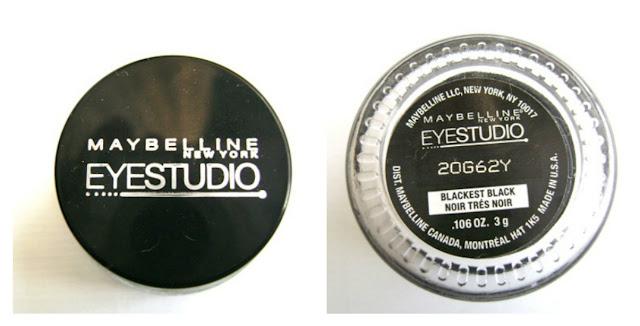 MAYBELLINE
NEW YORK
EYESTUDIO
MAYBELLINE LLC, NEW YORK, NY 10017
MAYBELLINE
NEW YORK
EYESTUDIO
20G62Y
BLACKEST BLACK
NOIR TRÈS NOIR
.106 OZ. 3 g
DIST. MAYBELLINE CANADA, MONTRÉAL H4T 1K5 MADE IN U.S.A.